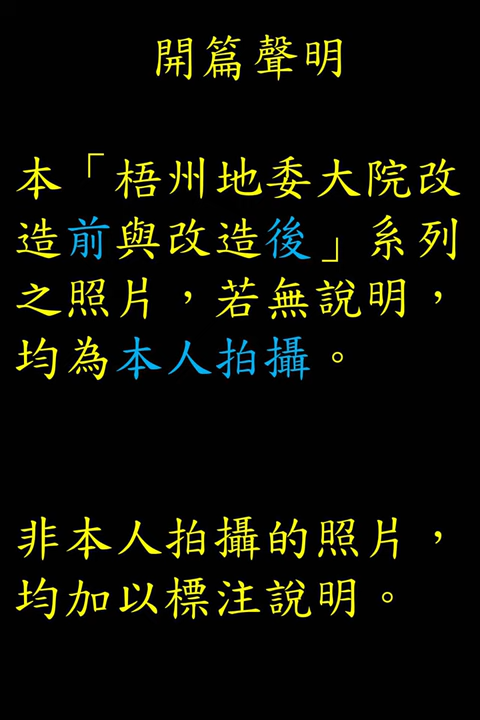 開篇聲明
本「梧州地委大院改
造前與改造後」系列
之照片，若無說明，
均為本人拍攝。
非本人拍攝的照片，
均加以標注說明。